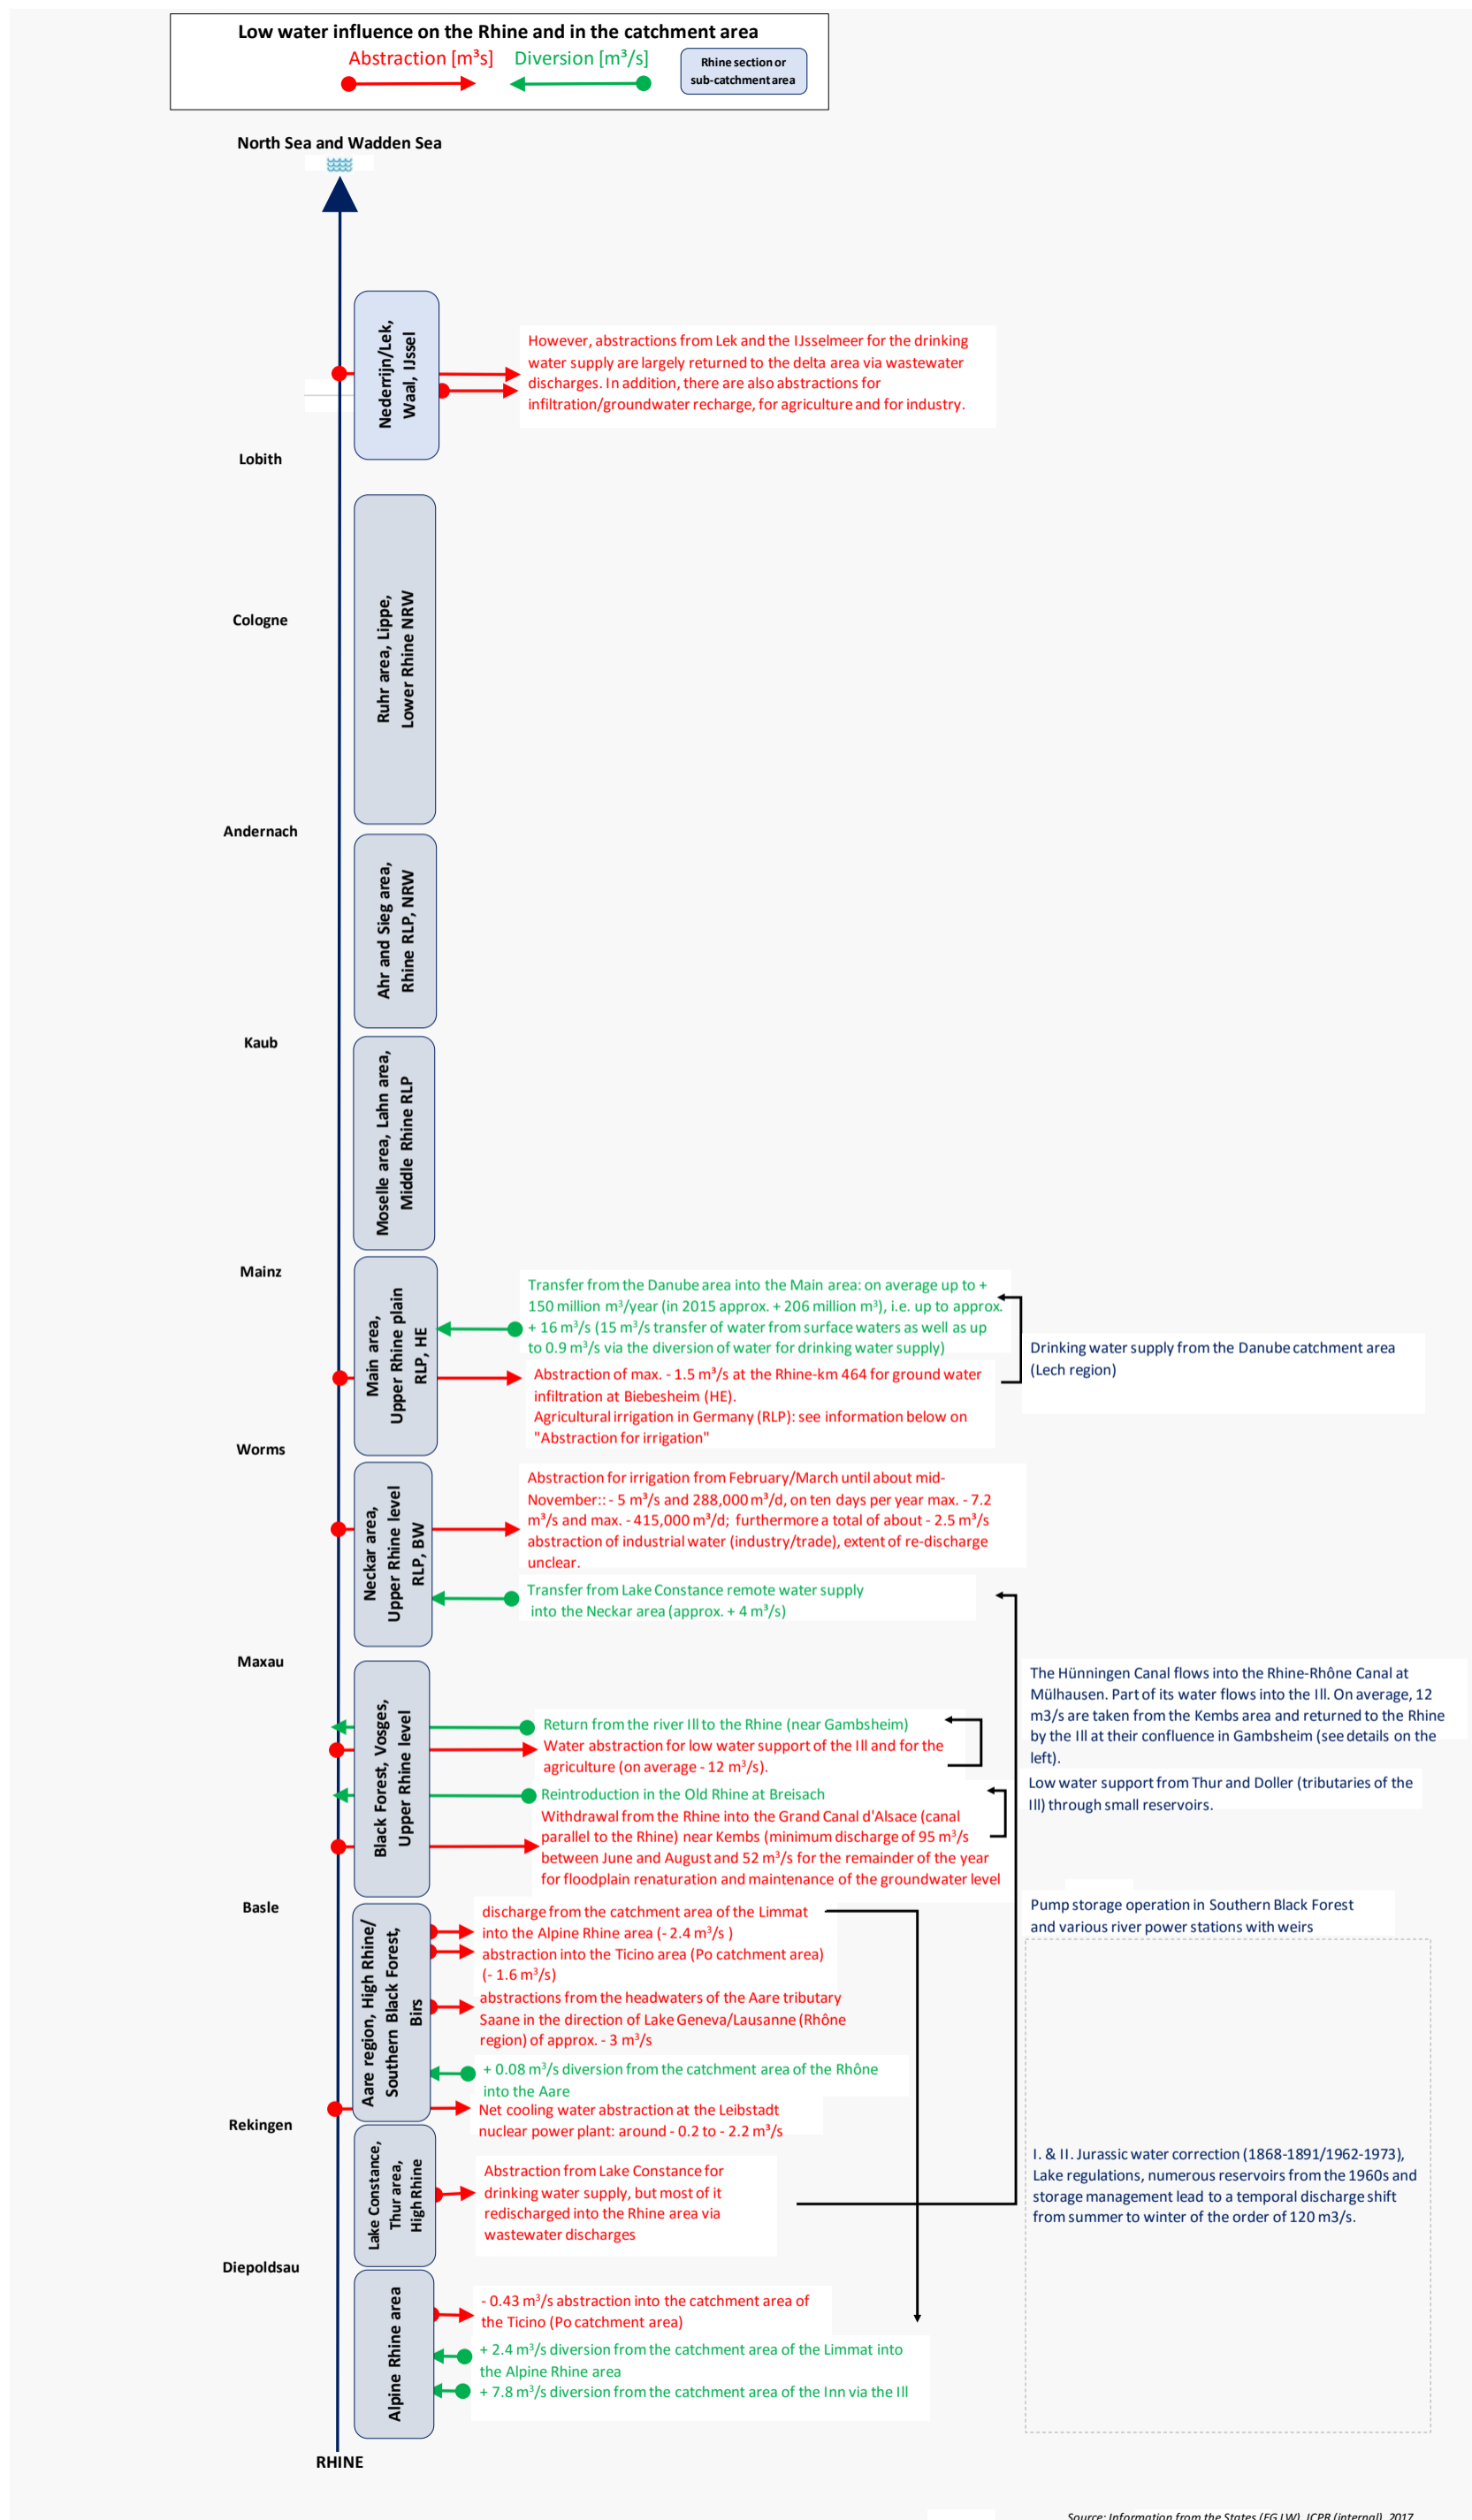 Low water influence on the Rhine and in the catchment area
Abstraction [m³s]
Diversion [m³/s]
Rhine section or
sub-catchment area
North Sea and Wadden Sea
Nederrijn/Lek,
Waal, IJssel
However, abstractions from Lek and the IJsselmeer for the drinking
water supply are largely returned to the delta area via wastewater
discharges. In addition, there are also abstractions for
infiltration/groundwater recharge, for agriculture and for industry.
Lobith
Ruhr area, Lippe,
Lower Rhine NRW
Cologne
Andernach
Ahr and Sieg area,
Rhine RLP, NRW
Kaub
Moselle area, Lahn area,
Middle Rhine RLP
Mainz
Main area,
Upper Rhine plain
RLP, HE
Transfer from the Danube area into the Main area: on average up to +
150 million m³/year (in 2015 approx. + 206 million m³), i.e. up to approx.
+ 16 m³/s (15 m³/s transfer of water from surface waters as well as up
to 0.9 m³/s via the diversion of water for drinking water supply)
Drinking water supply from the Danube catchment area
(Lech region)
Abstraction of max. - 1.5 m³/s at the Rhine-km 464 for ground water
infiltration at Biebesheim (HE).
Agricultural irrigation in Germany (RLP): see information below on
"Abstraction for irrigation"
Worms
Neckar area,
Upper Rhine level
RLP, BW
Abstraction for irrigation from February/March until about mid-
November:: - 5 m³/s and 288,000 m³/d, on ten days per year max. - 7.2
m³/s and max. - 415,000 m³/d; furthermore a total of about - 2.5 m³/s
abstraction of industrial water (industry/trade), extent of re-discharge
unclear.
Transfer from Lake Constance remote water supply
into the Neckar area (approx. + 4 m³/s)
Maxau
Black Forest, Vosges,
Upper Rhine level
The Hünningen Canal flows into the Rhine-Rhône Canal at
Mülhausen. Part of its water flows into the Ill. On average, 12
m3/s are taken from the Kembs area and returned to the Rhine
by the Ill at their confluence in Gambsheim (see details on the
left).
Return from the river Ill to the Rhine (near Gambsheim)
Water abstraction for low water support of the Ill and for the
agriculture (on average - 12 m³/s).
Low water support from Thur and Doller (tributaries of the
Ill) through small reservoirs.
Reintroduction in the Old Rhine at Breisach
Withdrawal from the Rhine into the Grand Canal d'Alsace (canal
parallel to the Rhine) near Kembs (minimum discharge of 95 m³/s
between June and August and 52 m³/s for the remainder of the year
for floodplain renaturation and maintenance of the groundwater level
Basle
Aare region, High Rhine/
Southern Black Forest,
Birs
Pump storage operation in Southern Black Forest
and various river power stations with weirs
discharge from the catchment area of the Limmat
into the Alpine Rhine area (- 2.4 m³/s )
abstraction into the Ticino area (Po catchment area)
(- 1.6 m³/s)
abstractions from the headwaters of the Aare tributary
Saane in the direction of Lake Geneva/Lausanne (Rhône
region) of approx. - 3 m³/s
+ 0.08 m³/s diversion from the catchment area of the Rhône
into the Aare
Net cooling water abstraction at the Leibstadt
nuclear power plant: around - 0.2 to - 2.2 m³/s
Rekingen
Lake Constance,
Thur area,
High Rhine
Abstraction from Lake Constance for
drinking water supply, but most of it
redischarged into the Rhine area via
wastewater discharges
I. & II. Jurassic water correction (1868-1891/1962-1973),
Lake regulations, numerous reservoirs from the 1960s and
storage management lead to a temporal discharge shift
from summer to winter of the order of 120 m3/s.
Diepoldsau
Alpine Rhine area
- 0.43 m³/s abstraction into the catchment area of
the Ticino (Po catchment area)
+ 2.4 m³/s diversion from the catchment area of the Limmat into
the Alpine Rhine area
+ 7.8 m³/s diversion from the catchment area of the Inn via the Ill
RHINE
Source: Information from the States (EG LW), ICPR (internal), 2017